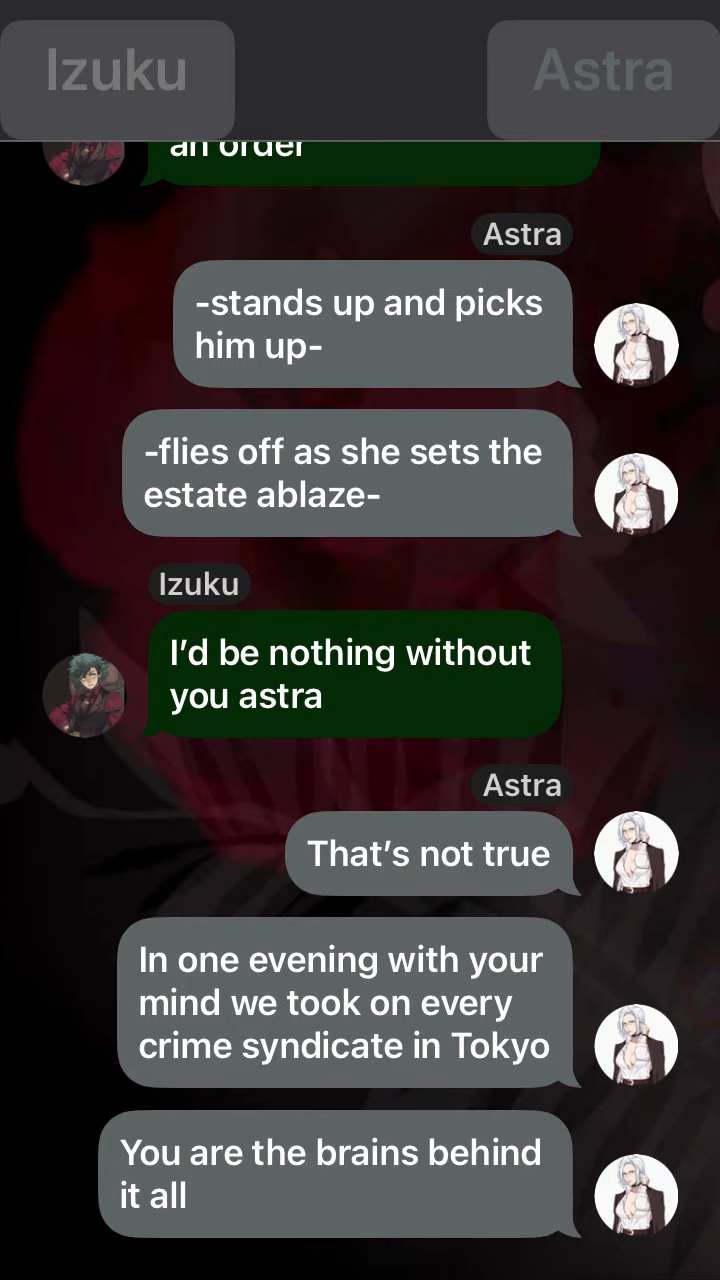 Izuku
Astra
an order
Astra
-stands up and picks
him up-
-flies off as she sets the
estate ablaze-
Izuku
I’d be nothing without
you astra
Astra
That’s not true
In one evening with your
mind we took on every
crime syndicate in Tokyo
You are the brains behind
it all